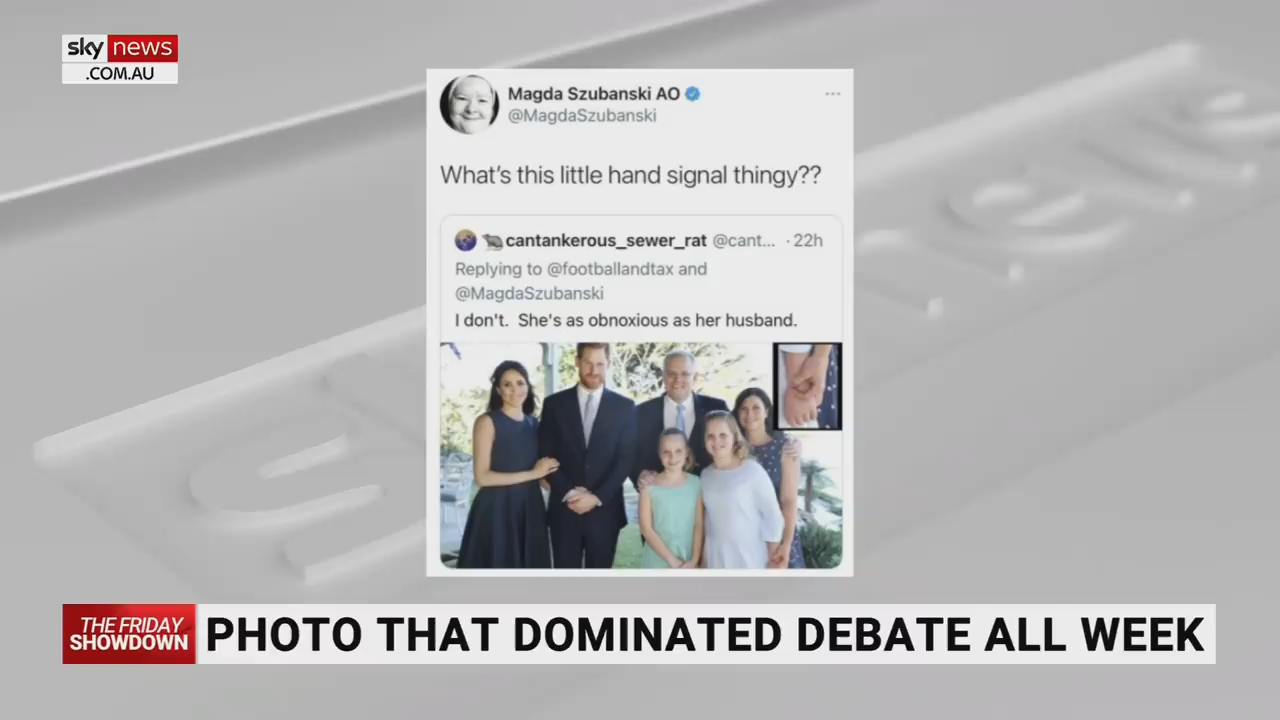 sky news
.COM.AU
Magda Szubanski AO
@MagdaSzubanski
What's this little hand signal thingy??
cantankerous_sewer_rat @cant... · 22h
Replying to @footballandtax and
@MagdaSzubanski
I don't. She's as obnoxious as her husband.
THE FRIDAY
SHOWDOWN
PHOTO THAT DOMINATED DEBATE ALL WEEK